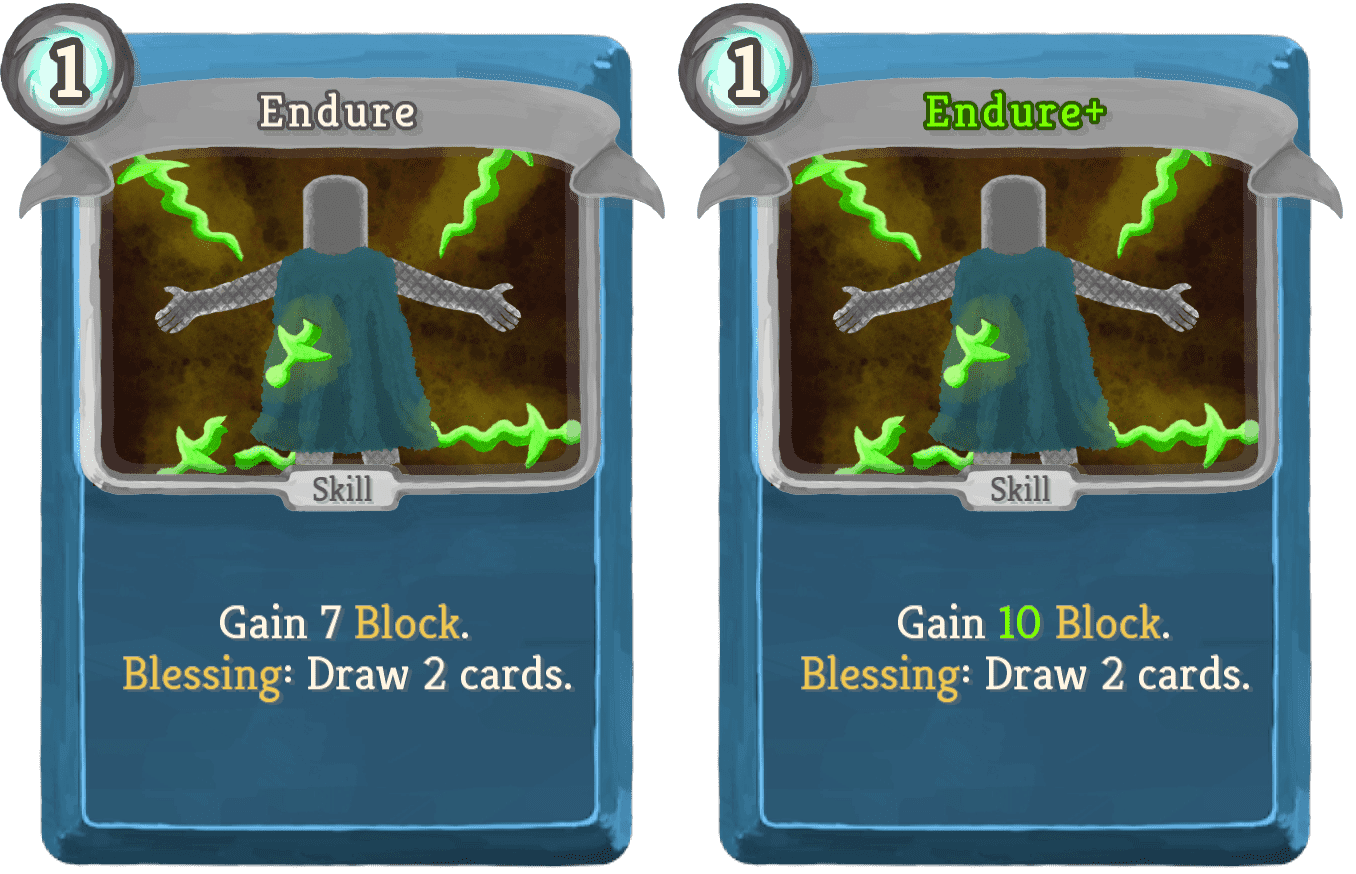 1
Endure
Skill
Gain 7 Block.
Blessing: Draw 2 cards.
1
Endure+
Skill
Gain 10 Block.
Blessing: Draw 2 cards.